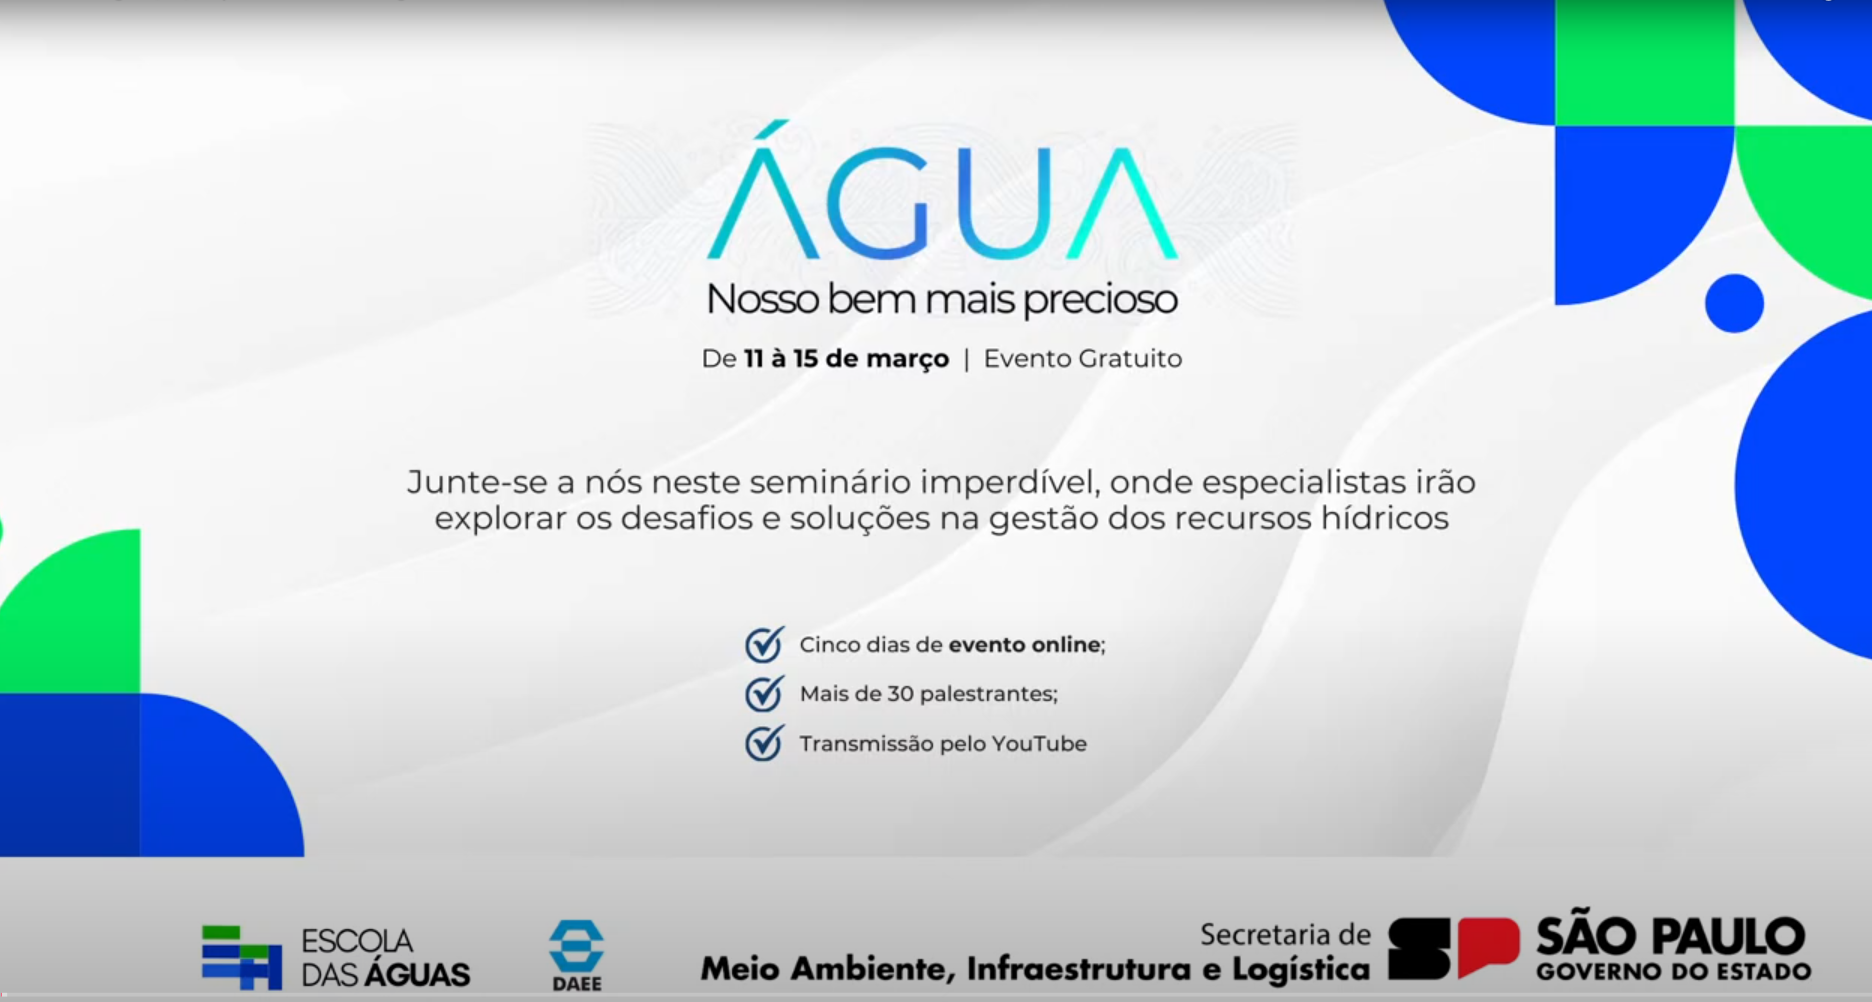 ÁGUA
Nosso bem mais precioso
De 11 à 15 de março | Evento Gratuito
Junte-se a nós neste seminário imperdível, onde especialistas irão
explorar os desafios e soluções na gestão dos recursos hídricos
Cinco dias de evento online;
Mais de 30 palestrantes;
Transmissão pelo YouTube
ESCOLA
DAS ÁGUAS
DAEE
Secretaria de
Meio Ambiente, Infraestrutura e Logística
SP
SÃO PAULO
GOVERNO DO ESTADO